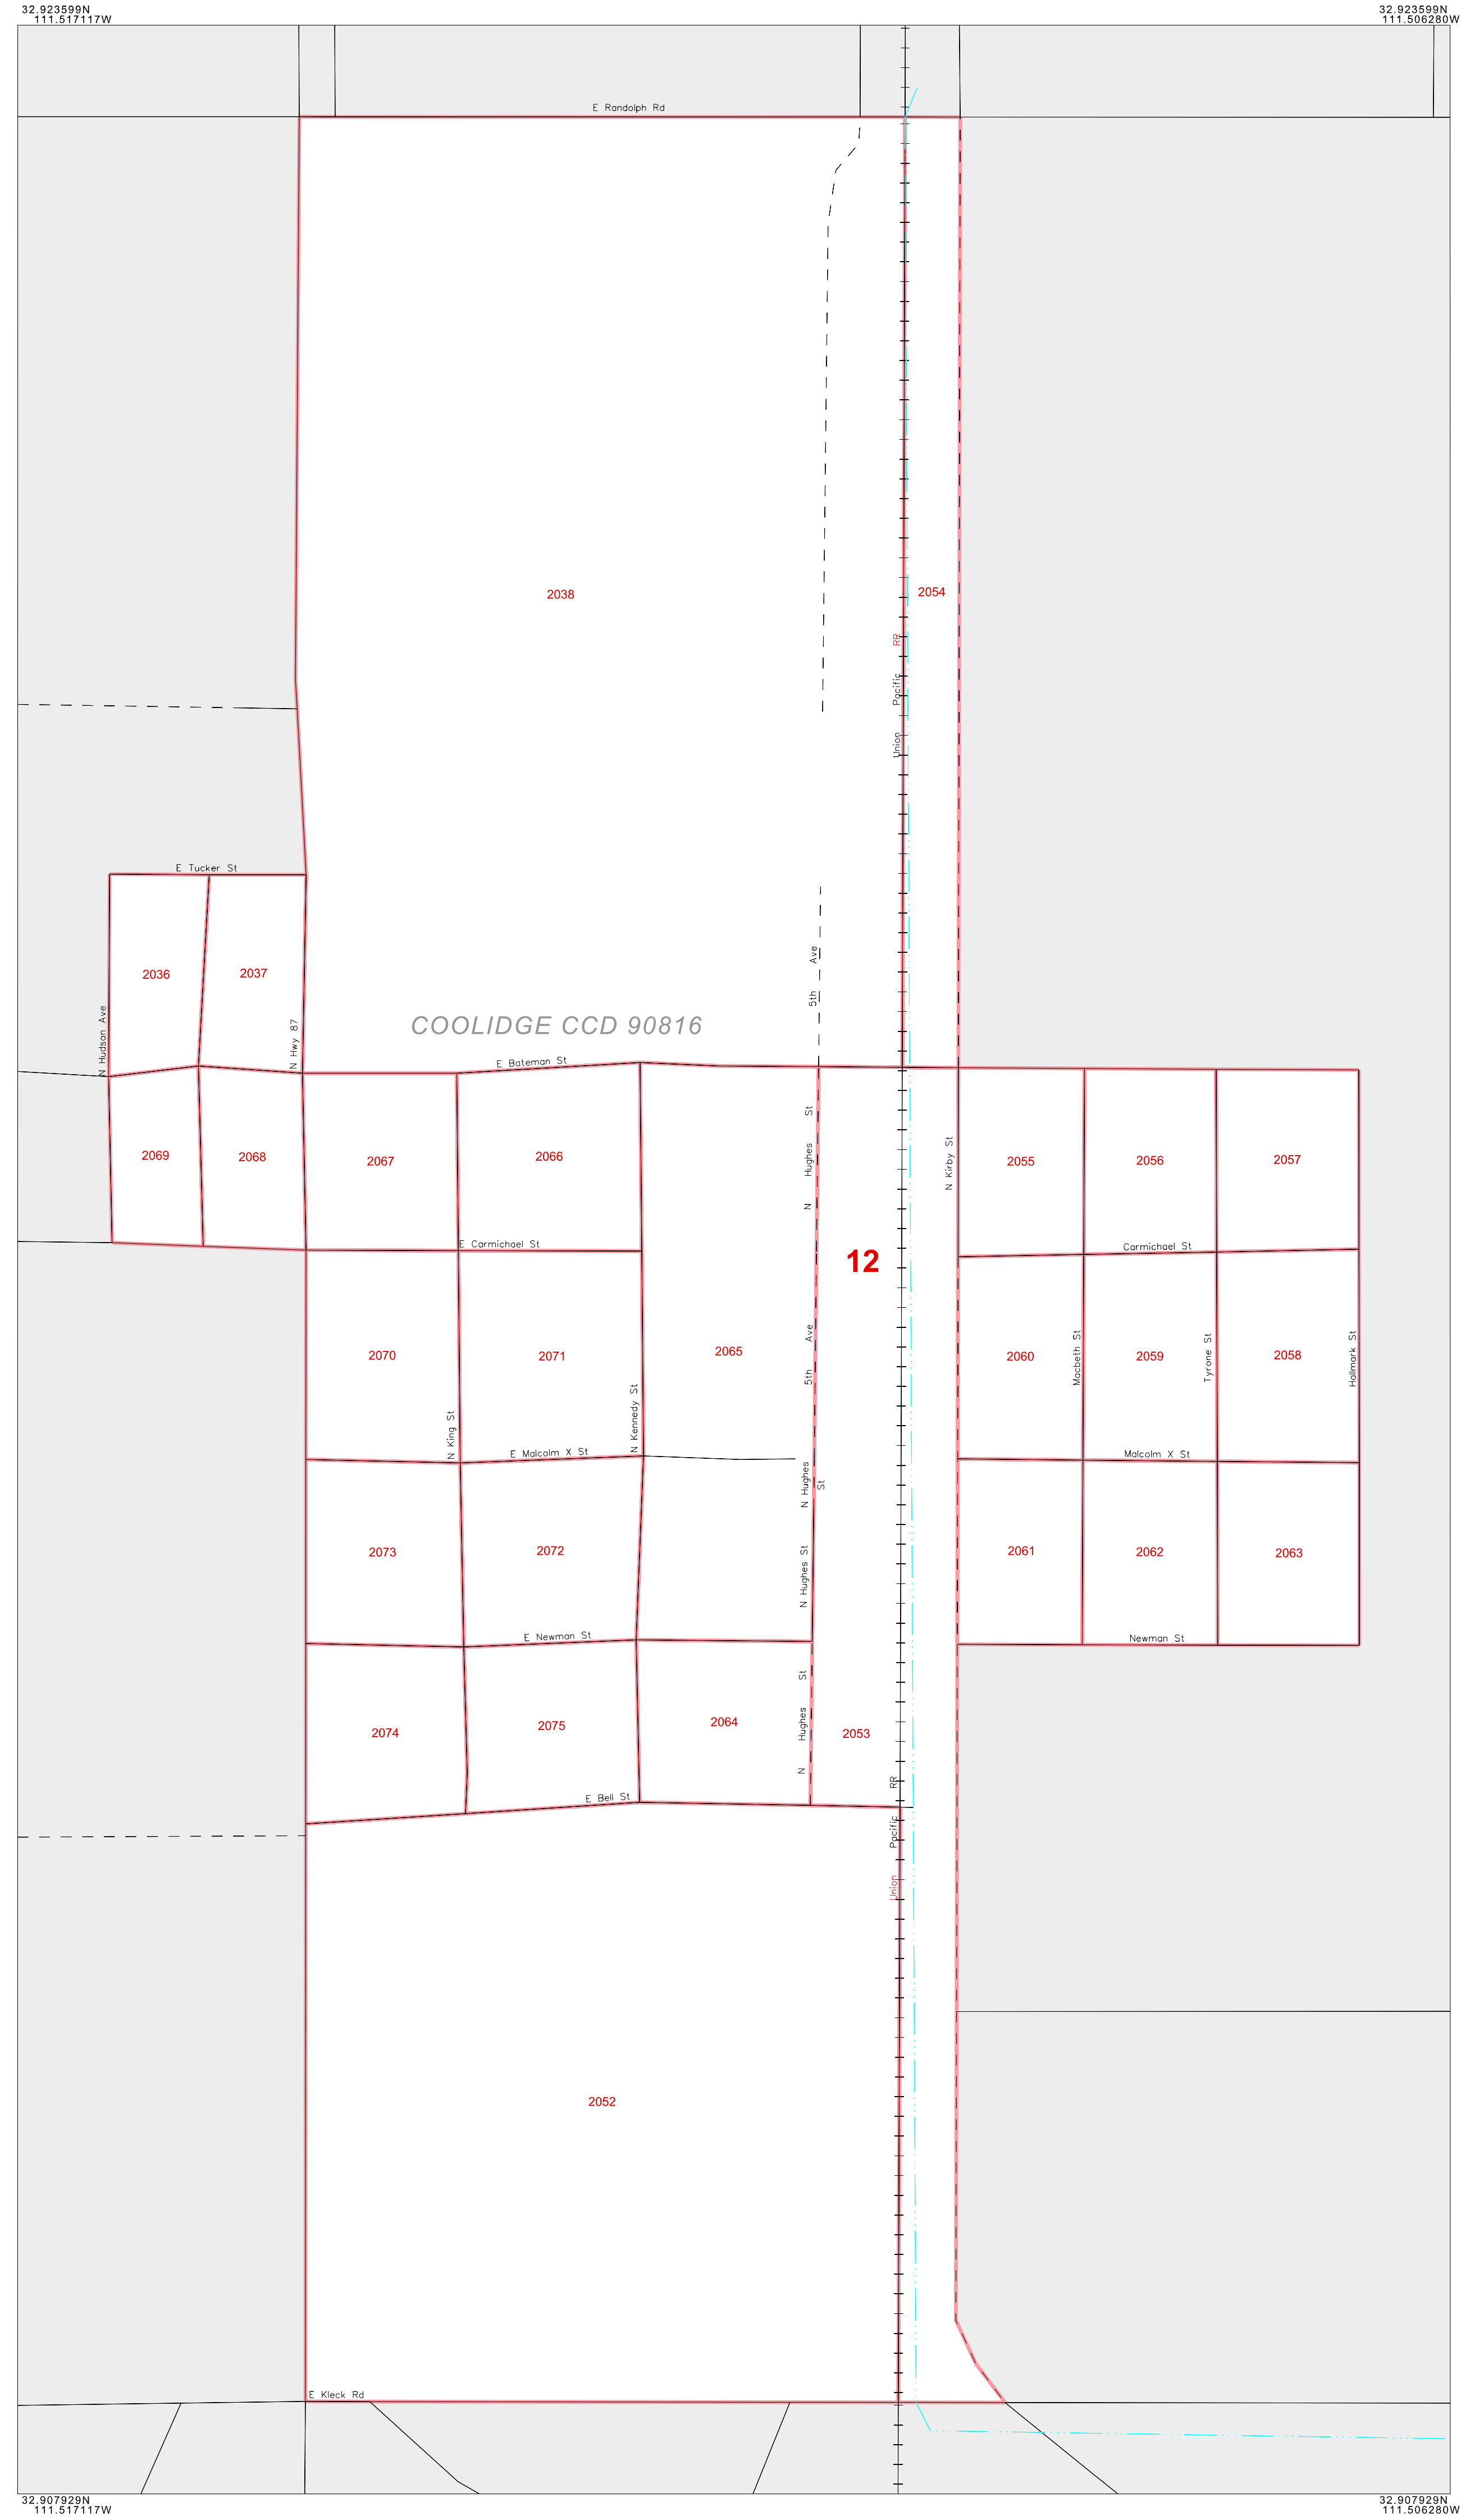 32.923599N
111.517117W
32.923599N
111.506280W
E Randolph Rd
2038
2054
Union Pacific RR
E Tucker St
2036
2037
N Hudson Ave
N Hwy 87
5th Ave
COOLIDGE CCD 90816
E Bateman St
N Hughes St
N Kirby St
2069
2068
2067
2066
2055
2056
2057
E Carmichael St
Carmichael St
12
2070
2071
2065
5th Ave
2060
2059
2058
Macbeth St
Tyrone St
Hallmark St
N King St
N Kennedy St
E Malcolm X St
Malcolm X St
N Hughes
St
2073
2072
N Hughes St
2061
2062
2063
E Newman St
Newman St
2074
2075
2064
N Hughes St
2053
E Bell St
Union Pacific RR
2052
E Kleck Rd
32.907929N
111.517117W
32.907929N
111.506280W